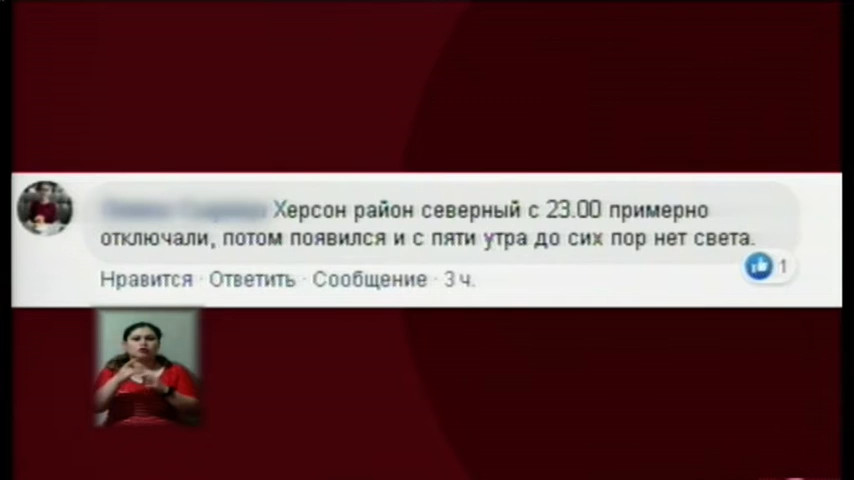 Херсон район северный с 23.00 примерно
отключали, потом появился и с пяти утра до сих пор нет света.
1
Нравится · Ответить · Сообщение · 3 ч.